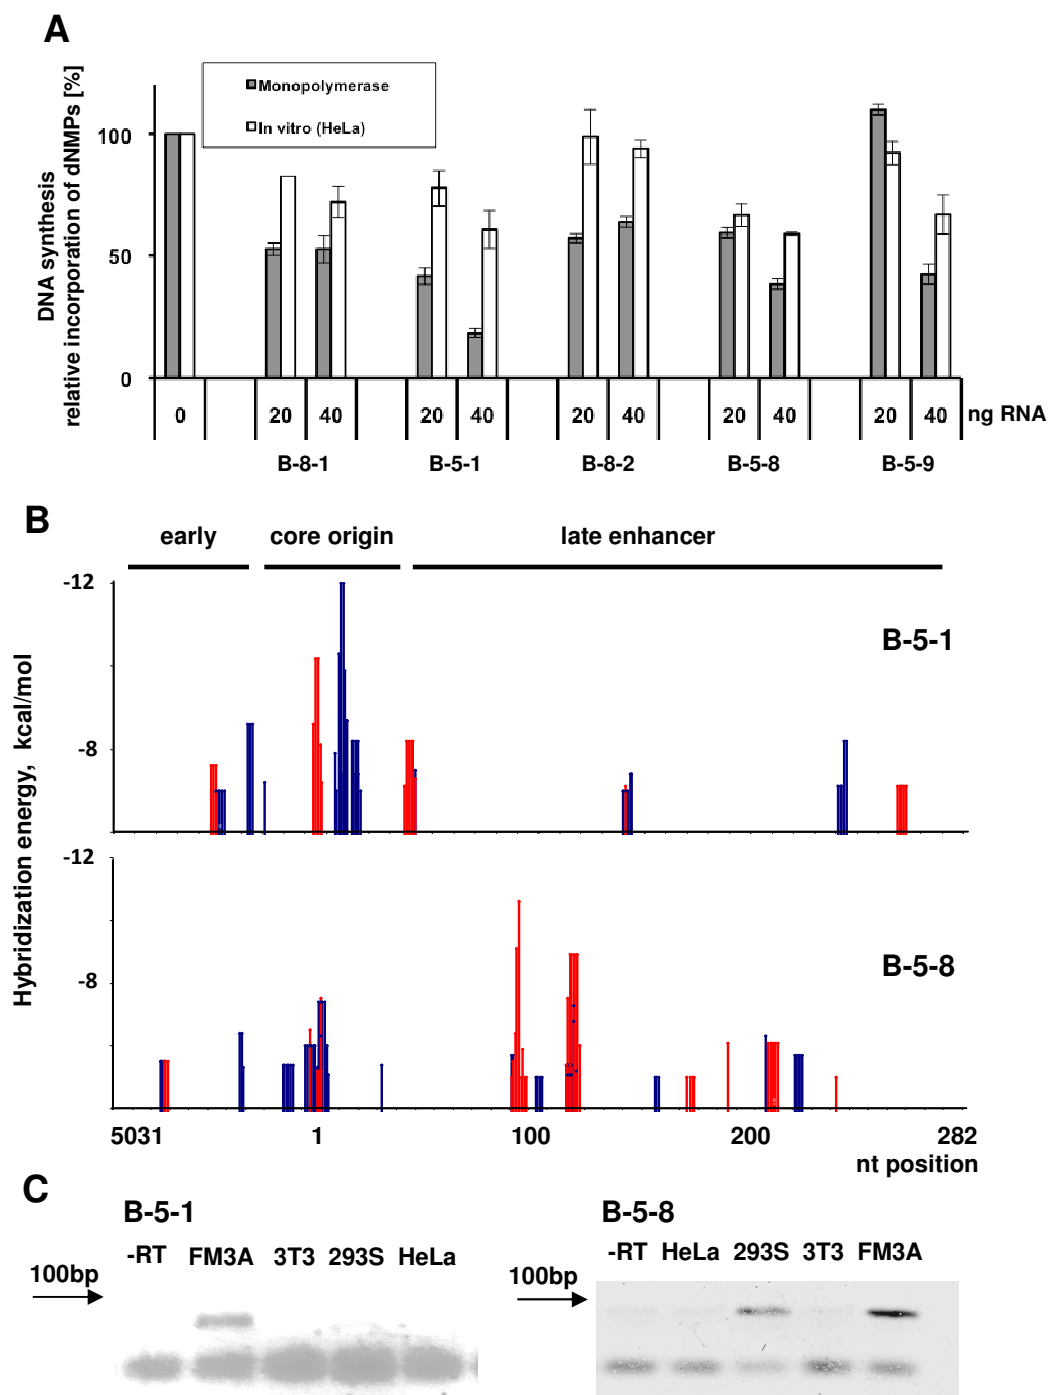 A
DNA synthesis
relative incorporation of dNMPs [%]
Monopolymerase
In vitro (HeLa)
100
50
0
0 20 40 20 40 20 40 20 40 20 40 ng RNA
B-8-1 B-5-1 B-8-2 B-5-8 B-5-9
B
early core origin late enhancer
Hybridization energy, kcal/mol
-12
B-5-1
-8
-12
B-5-8
-8
5031 1 100 200 282
nt position
C
B-5-1
-RT FM3A 3T3 293S HeLa
100bp
B-5-8
-RT HeLa 293S 3T3 FM3A
100bp